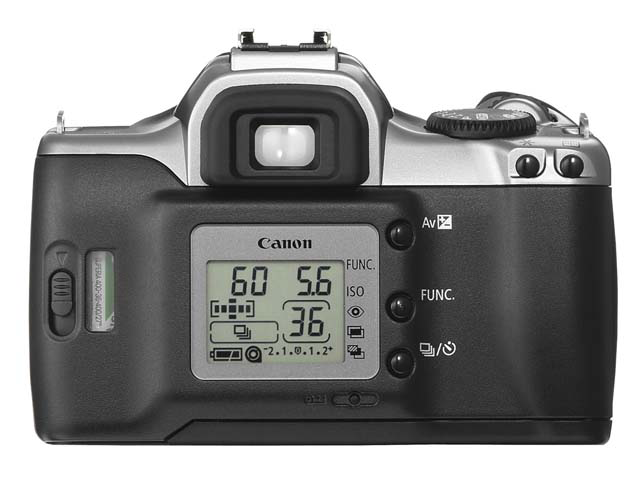 Canon
60 5.6
36
-2.1.0.1.2+
FUNC.
ISO
Av
FUNC.